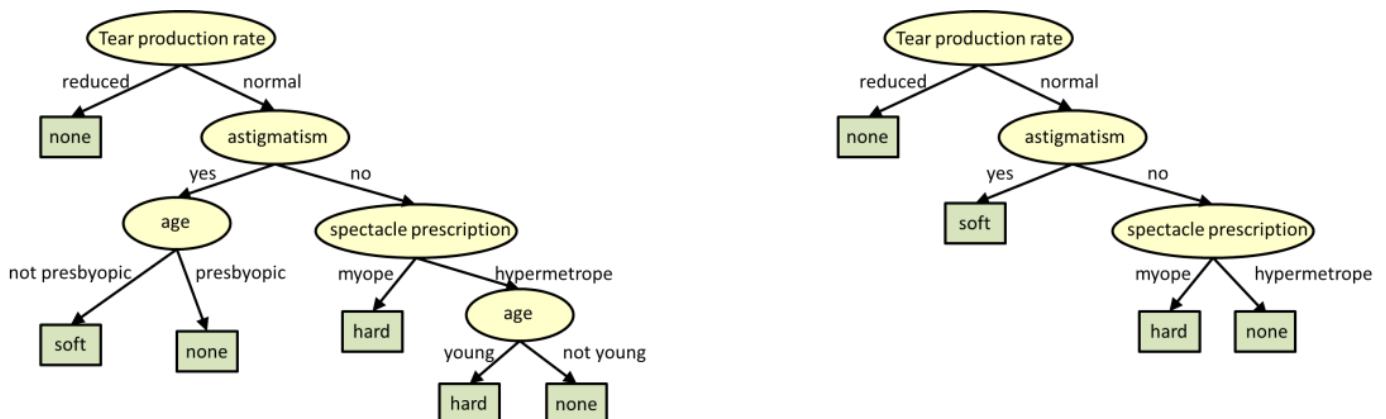 Tear production rate
reduced
normal
none
astigmatism
yes
no
age
spectacle prescription
not presbyopic
presbyopic
myope
hypermetrope
soft
none
hard
age
young
not young
hard
none
Tear production rate
reduced
normal
none
astigmatism
yes
no
soft
spectacle prescription
myope
hypermetrope
hard
none